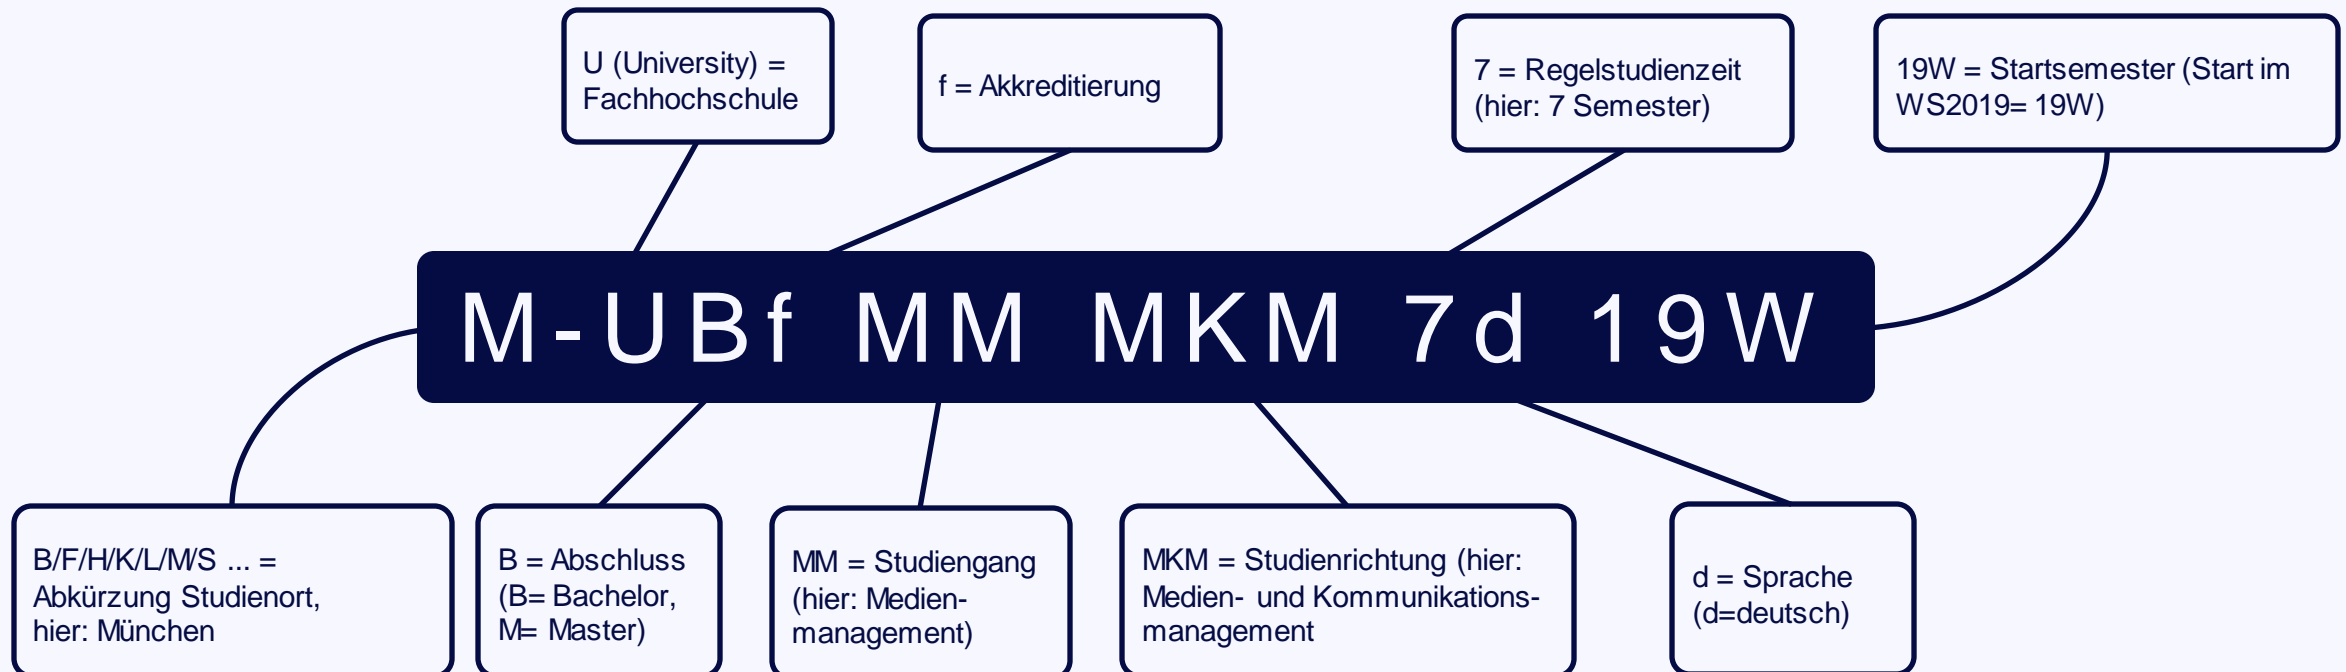 U (University) =
Fachhochschule
f = Akkreditierung
7 = Regelstudienzeit
(hier: 7 Semester)
19W = Startsemester (Start im
WS2019= 19W)
M-UBf MM MKM 7d 19W
B/F/H/K/L/M/S ... =
Abkürzung Studienort,
hier: München
B = Abschluss
(B= Bachelor,
M= Master)
MM = Studiengang
(hier: Medien-
management)
MKM = Studienrichtung (hier:
Medien- und Kommunikations-
management
d = Sprache
(d=deutsch)